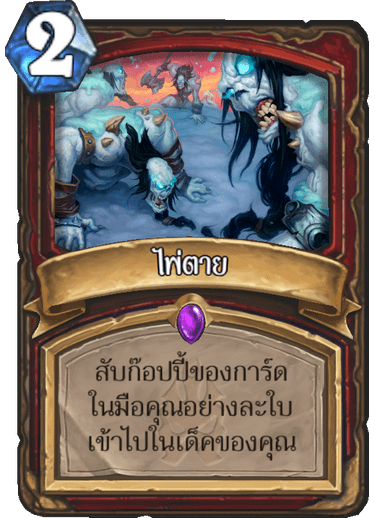 2
ไพ่ตาย
สับก๊อปปี้ของการ์ด
ในมือคุณอย่างละใบ
เข้าไปในเด็คของคุณ